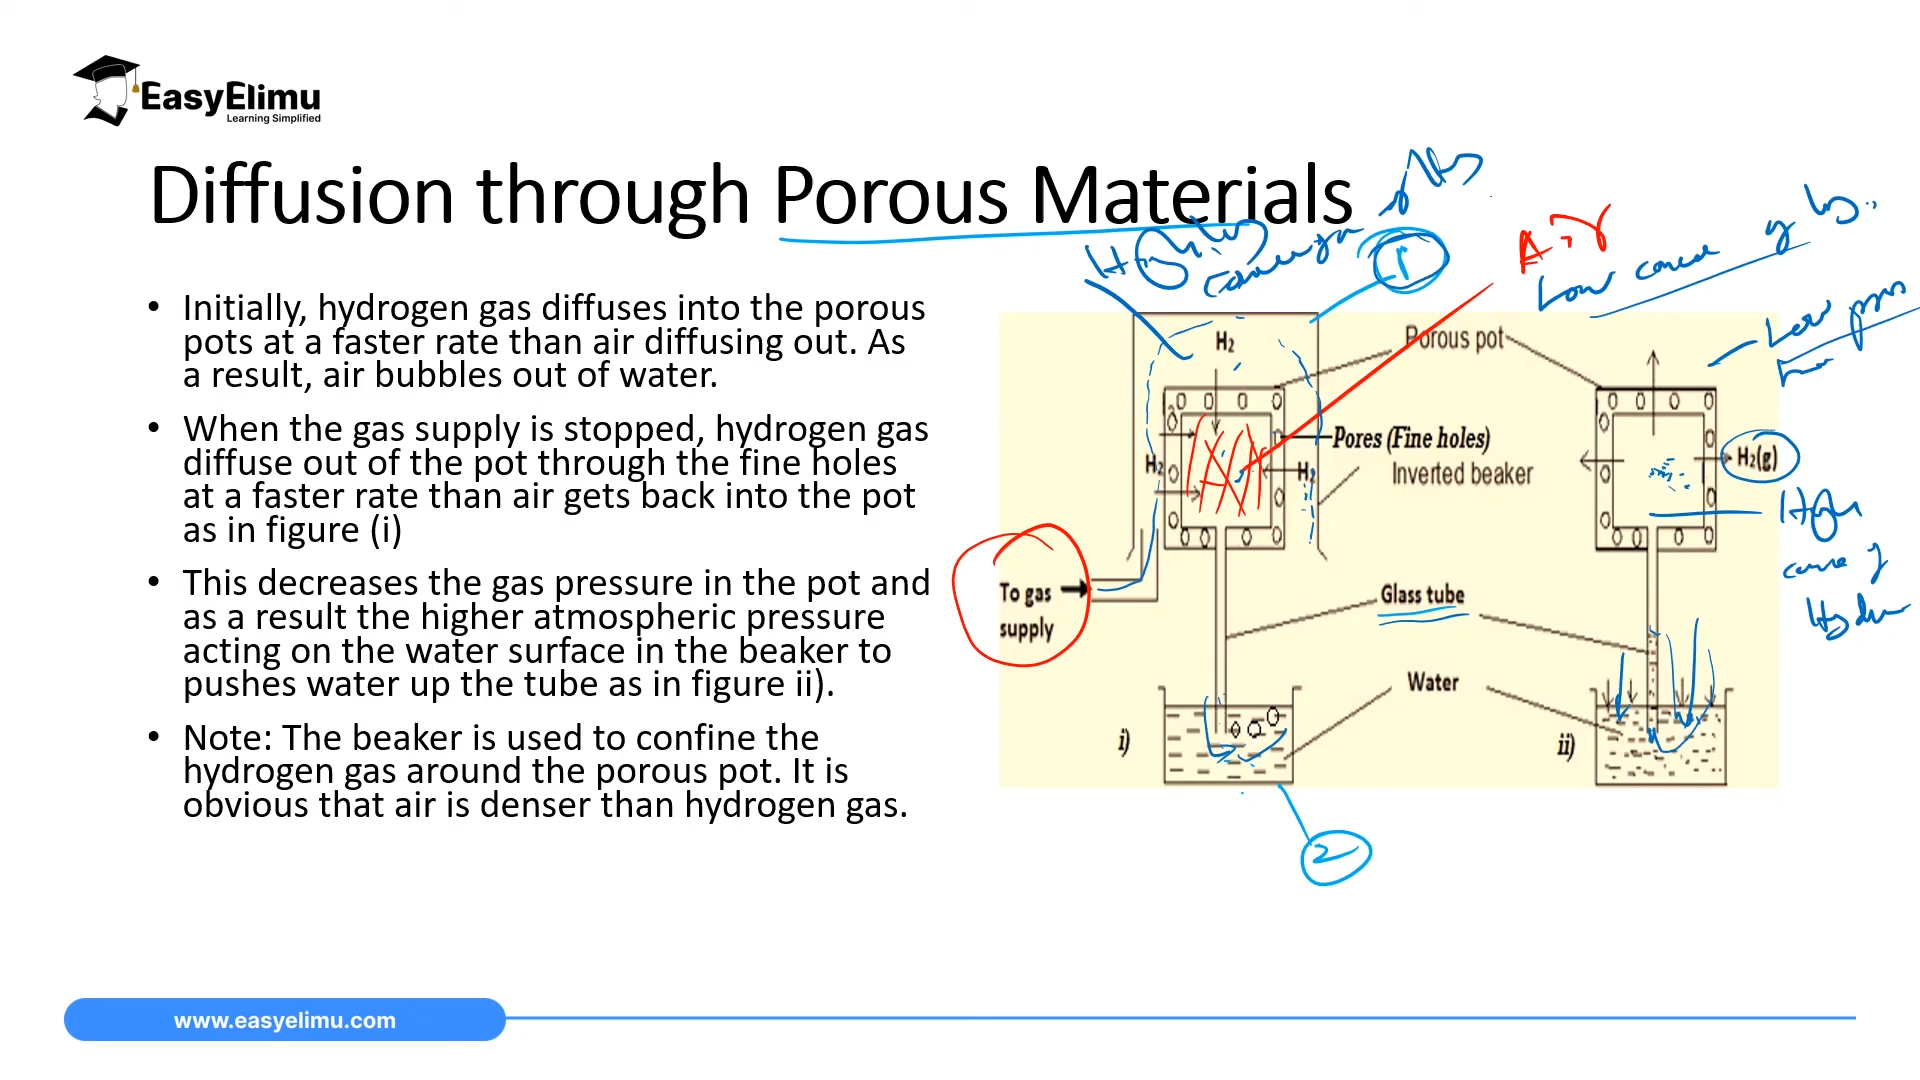 EasyElimu
Learning Simplified
Diffusion through Porous Materials
• Initially, hydrogen gas diffuses into the porous
pots at a faster rate than air diffusing out. As
a result, air bubbles out of water.
• When the gas supply is stopped, hydrogen gas
diffuse out of the pot through the fine holes
at a faster rate than air gets back into the pot
as in figure (i)
• This decreases the gas pressure in the pot and
as a result the higher atmospheric pressure
acting on the water surface in the beaker to
pushes water up the tube as in figure ii).
• Note: The beaker is used to confine the
hydrogen gas around the porous pot. It is
obvious that air is denser than hydrogen gas.
1
Air
Low
Low
H₂
Porous pot
Pores (Fine holes)
H₂
H₂
Inverted beaker
H₂(g)
To gas
supply
Glass tube
Water
i)
ii)
2
www.easyelimu.com